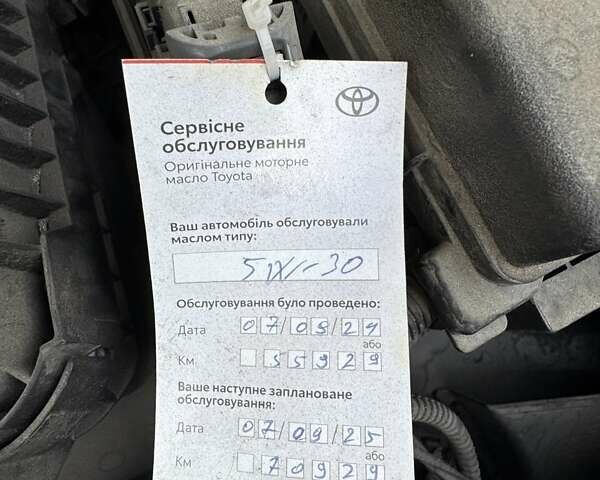 Сервісне
обслуговування
Оригінальне моторне
масло Toyota
Ваш автомобіль обслуговували
маслом типу:
5W-30
Обслуговування було проведено:
Дата 07/05/24
або
Км 55929
Ваше наступне заплановане
обслуговування:
Дата 07/09/25
або
Км 70929